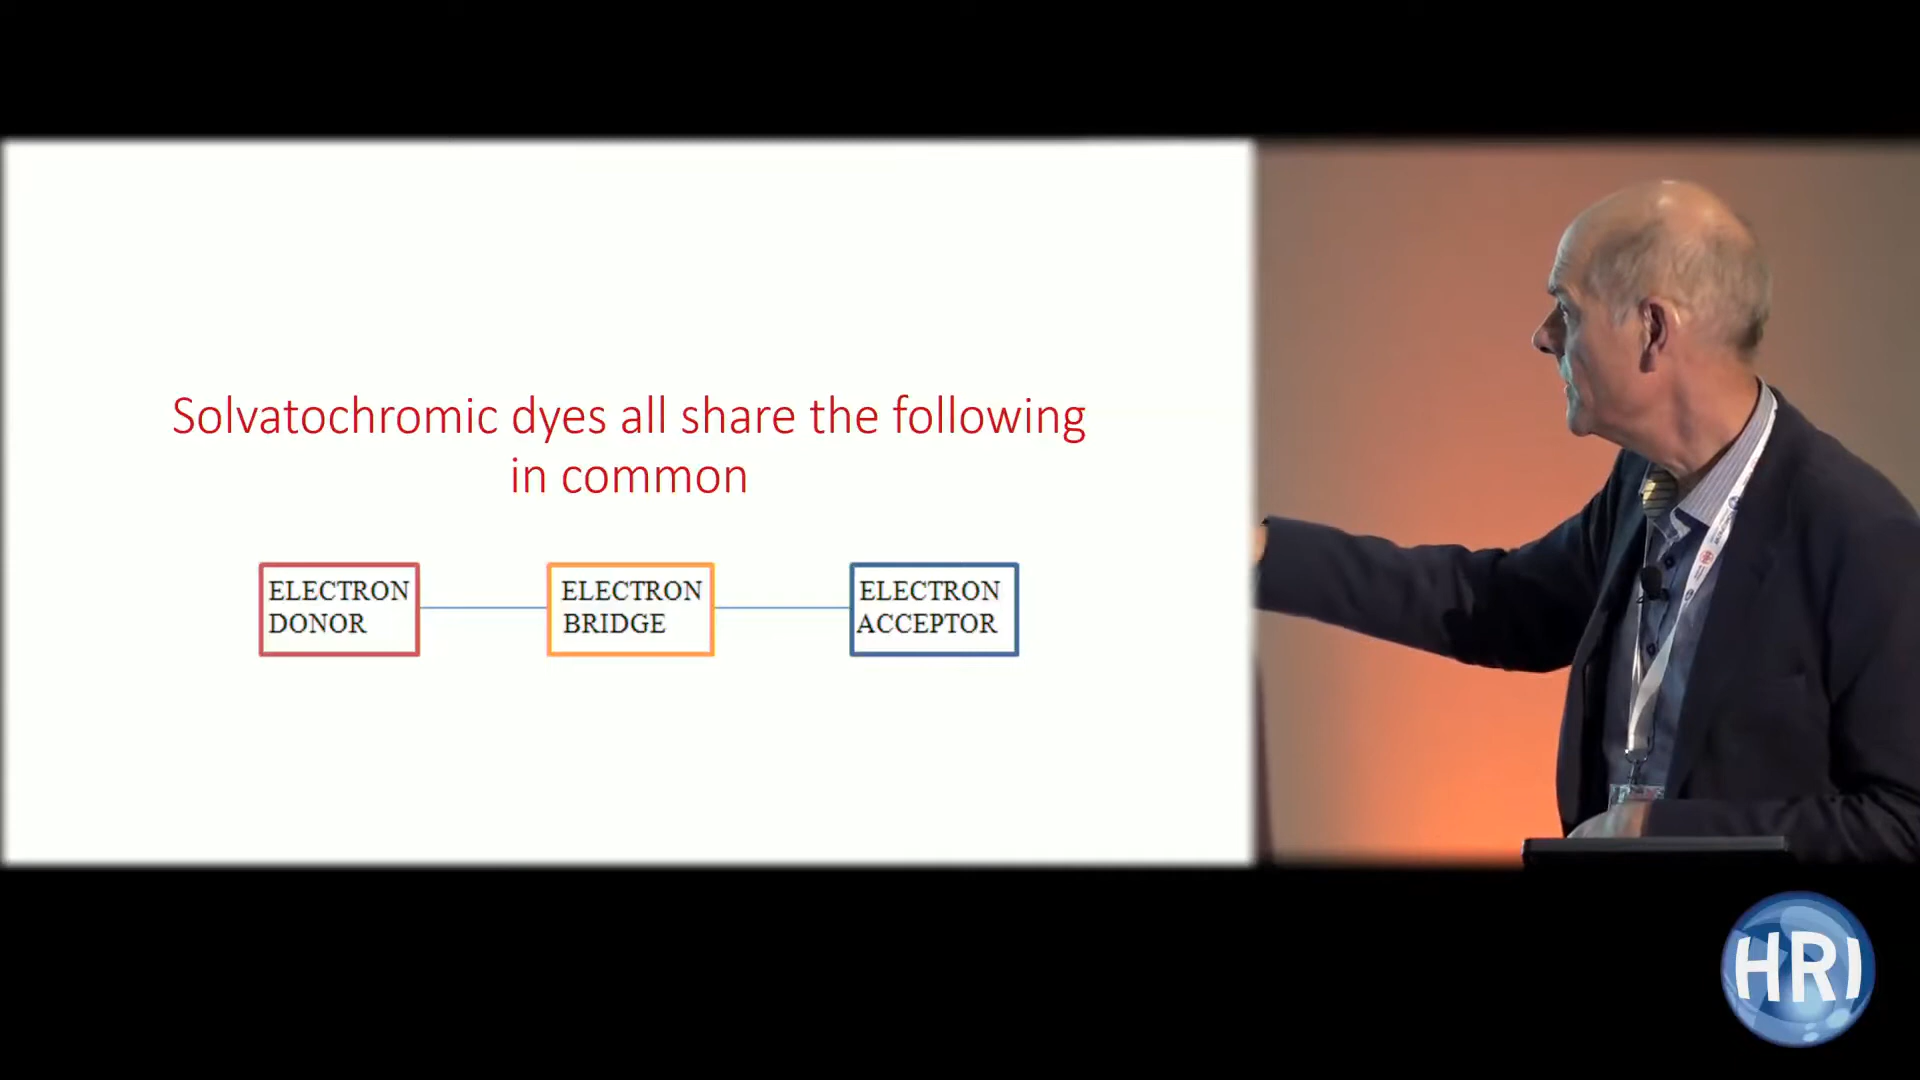 Solvatochromic dyes all share the following
in common
ELECTRON
DONOR
ELECTRON
BRIDGE
ELECTRON
ACCEPTOR
HRI